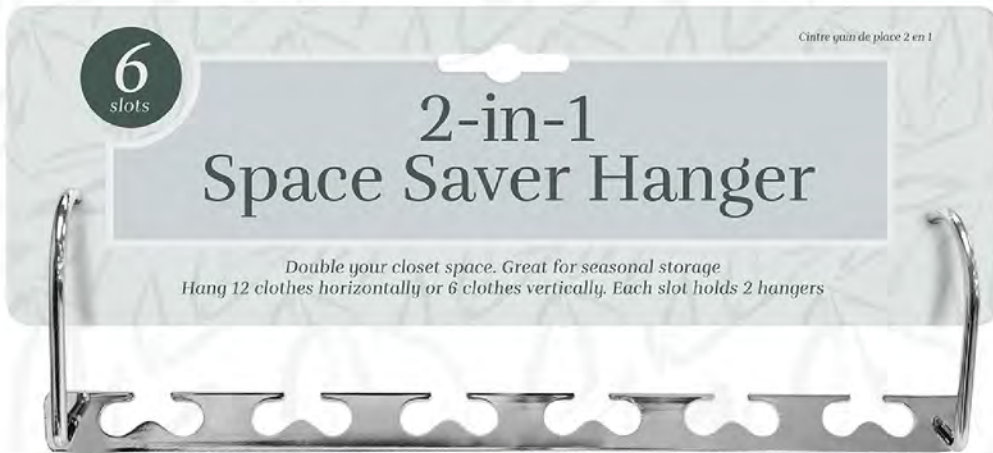 6
slots
Cintre gain de place 2 en 1
2-in-1
Space Saver Hanger
Double your closet space. Great for seasonal storage
Hang 12 clothes horizontally or 6 clothes vertically. Each slot holds 2 hangers